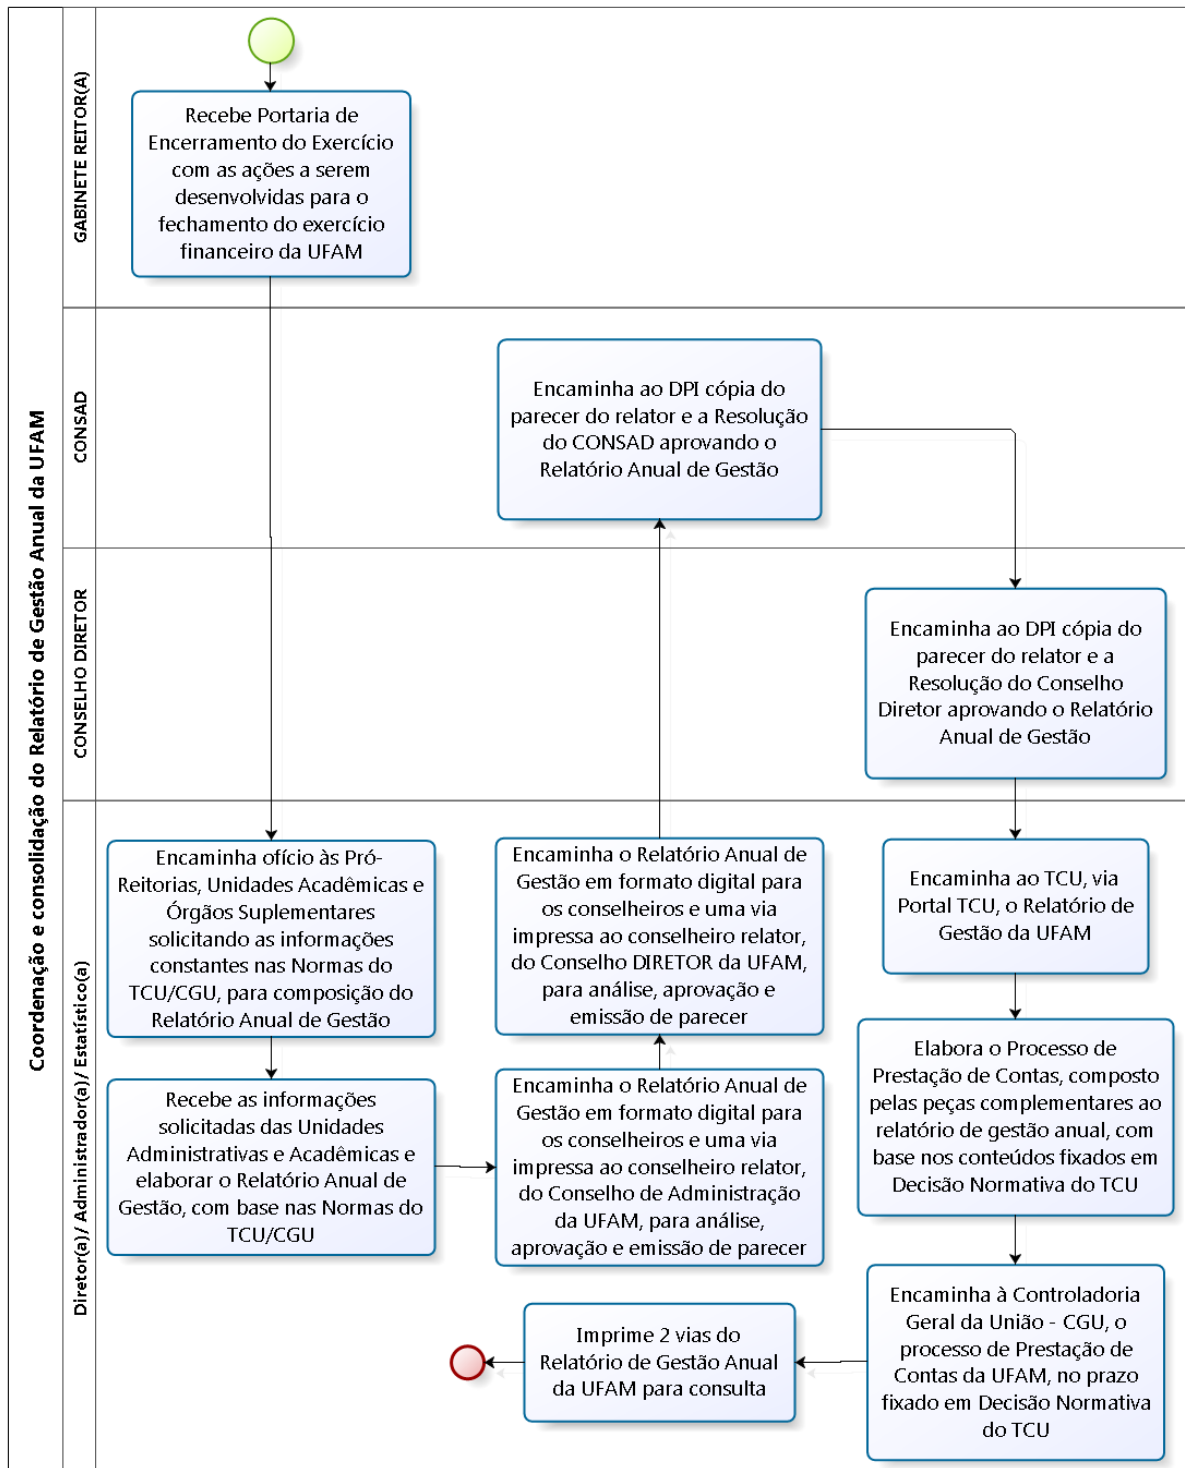 Coordenação e consolidação do Relatório de Gestão Anual da UFAM
GABINETE REITOR(A)
Recebe Portaria de
Encerramento do Exercício
com as ações a serem
desenvolvidas para o
fechamento do exercício
financeiro da UFAM
CONSAD
Encaminha ao DPI cópia do
parecer do relator e a Resolução
do CONSAD aprovando o
Relatório Anual de Gestão
CONSELHO DIRETOR
Encaminha ao DPI cópia do
parecer do relator e a
Resolução do Conselho
Diretor aprovando o Relatório
Anual de Gestão
Diretor(a)/ Administrador(a)/ Estatístico(a)
Encaminha ofício às Pró-
Reitorias, Unidades Acadêmicas e
Órgãos Suplementares
solicitando as informações
constantes nas Normas do
TCU/CGU, para composição do
Relatório Anual de Gestão
Recebe as informações
solicitadas das Unidades
Administrativas e Acadêmicas e
elaborar o Relatório Anual de
Gestão, com base nas Normas do
TCU/CGU
Encaminha o Relatório Anual de
Gestão em formato digital para
os conselheiros e uma via
impressa ao conselheiro relator,
do Conselho de Administração
da UFAM, para análise,
aprovação e emissão de parecer
Encaminha o Relatório Anual de
Gestão em formato digital para
os conselheiros e uma via
impressa ao conselheiro relator,
do Conselho DIRETOR da UFAM,
para análise, aprovação e
emissão de parecer
Encaminha ao TCU, via
Portal TCU, o Relatório de
Gestão da UFAM
Elabora o Processo de
Prestação de Contas, composto
pelas peças complementares ao
relatório de gestão anual, com
base nos conteúdos fixados em
Decisão Normativa do TCU
Encaminha à Controladoria
Geral da União - CGU, o
processo de Prestação de
Contas da UFAM, no prazo
fixado em Decisão Normativa
do TCU
Imprime 2 vias do
Relatório de Gestão Anual
da UFAM para consulta